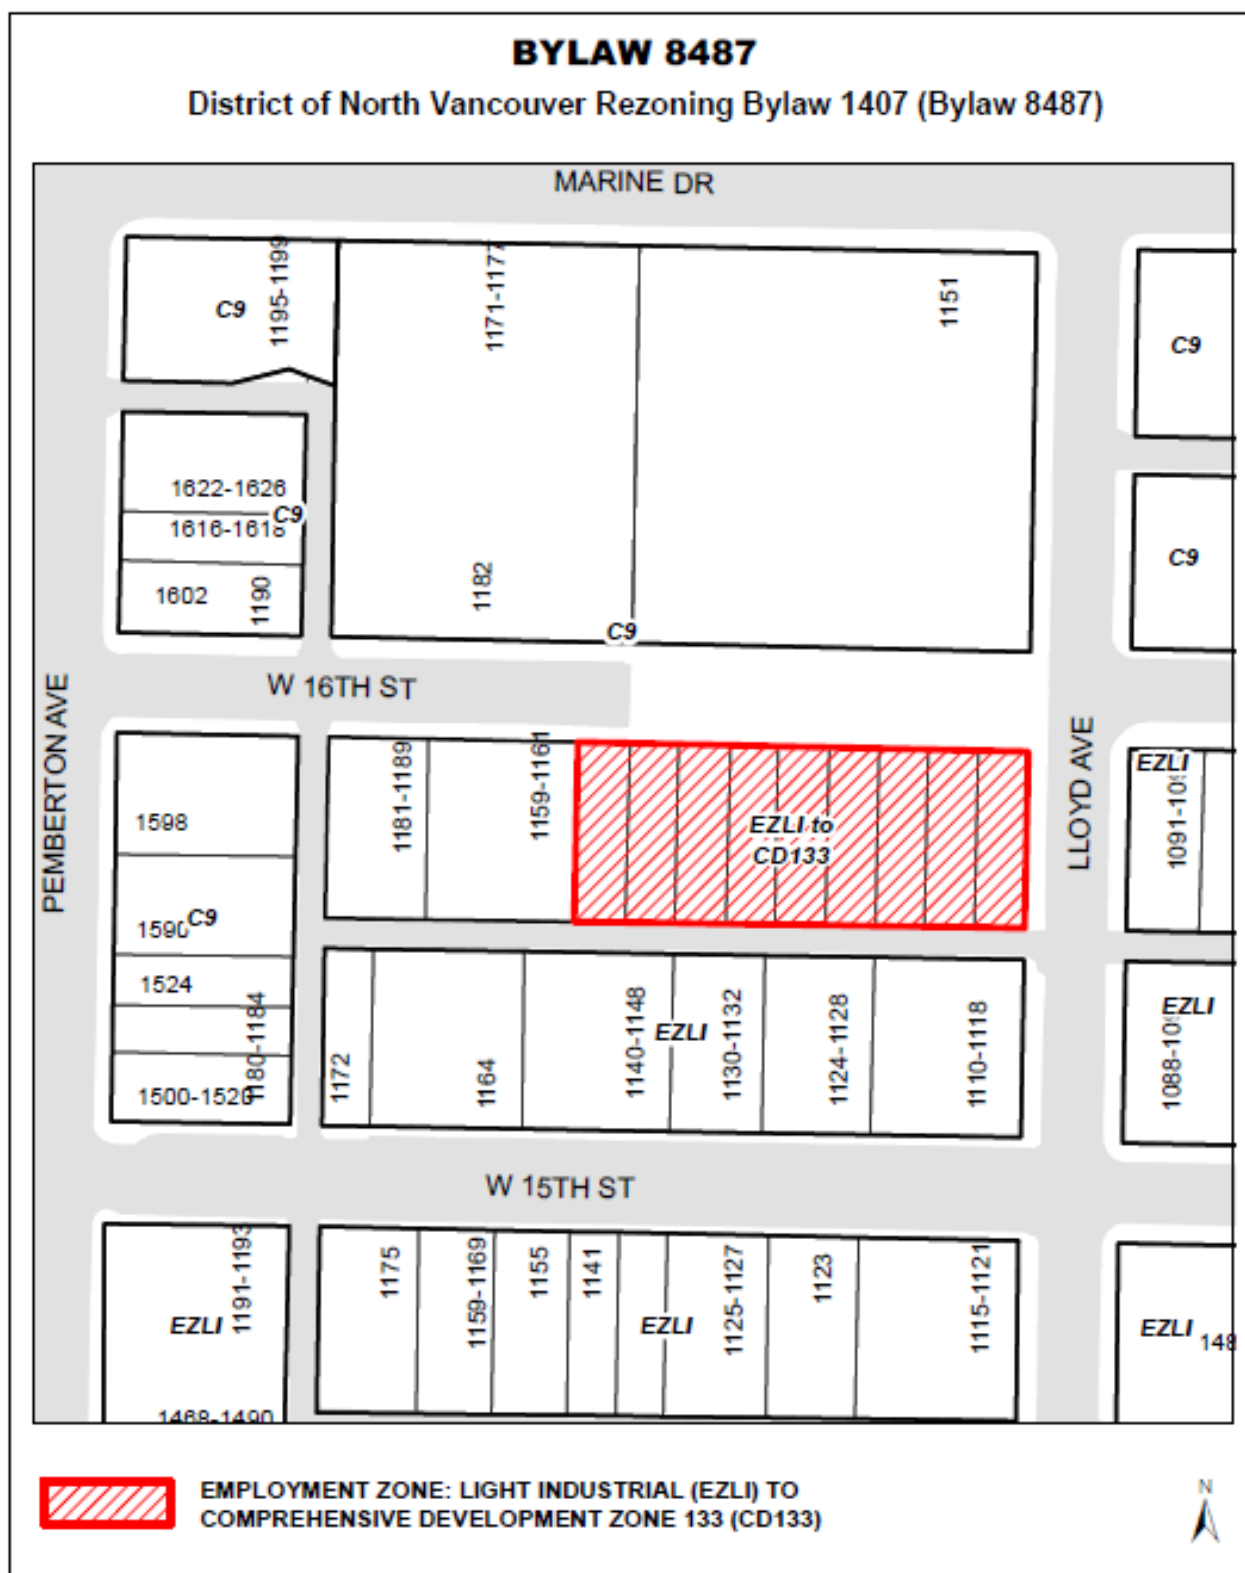 BYLAW 8487
District of North Vancouver Rezoning Bylaw 1407 (Bylaw 8487)
MARINE DR
C9
1195-1199
1171-1177
1151
C9
1622-1626
C9
1616-1618
1602
1190
1182
C9
C9
W 16TH ST
PEMBERTON AVE
LLOYD AVE
1598
1181-1189
1159-1161
EZLI to
CD133
EZLI
1590
C9
1524
1180-1184
1500-1520
1172
1164
1140-1148
EZLI
1130-1132
1124-1128
1110-1118
EZLI
W 15TH ST
1191-1193
EZLI
1468-1490
1175
1159-1169
1155
1141
EZLI
1125-1127
1123
1115-1121
EZLI
EMPLOYMENT ZONE: LIGHT INDUSTRIAL (EZLI) TO
COMPREHENSIVE DEVELOPMENT ZONE 133 (CD133)
N